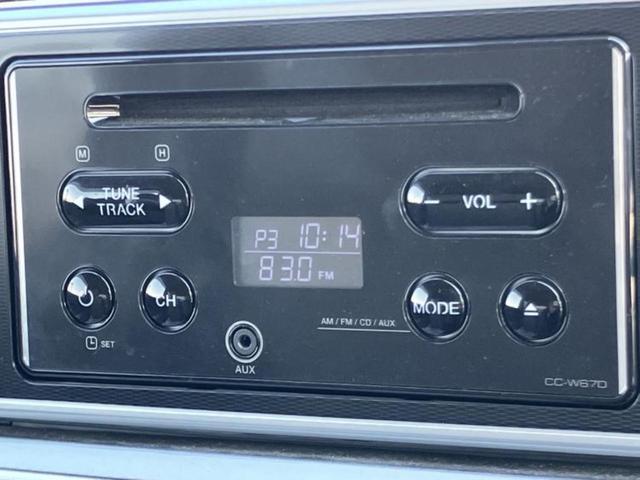 M H
TUNE
TRACK
- VOL +
P3 10:14
83.0 FM
CH
MODE
AM / FM / CD / AUX
SET
AUX
CC-W67D